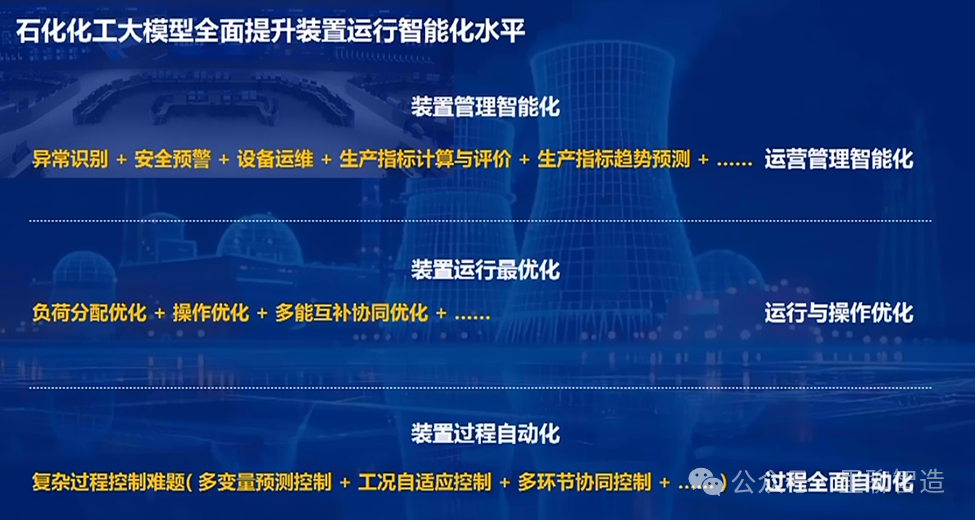 石化化工大模型全面提升装置运行智能化水平
装置管理智能化
异常识别 + 安全预警 + 设备运维 + 生产指标计算与评价 + 生产指标趋势预测 + …… 运营管理智能化
装置运行最优化
负荷分配优化 + 操作优化 + 多能互补协同优化 + …… 运行与操作优化
装置过程自动化
复杂过程控制难题( 多变量预测控制 + 工况自适应控制 + 多环节协同控制 + …… ) 过程全面自动化
公众号
智造